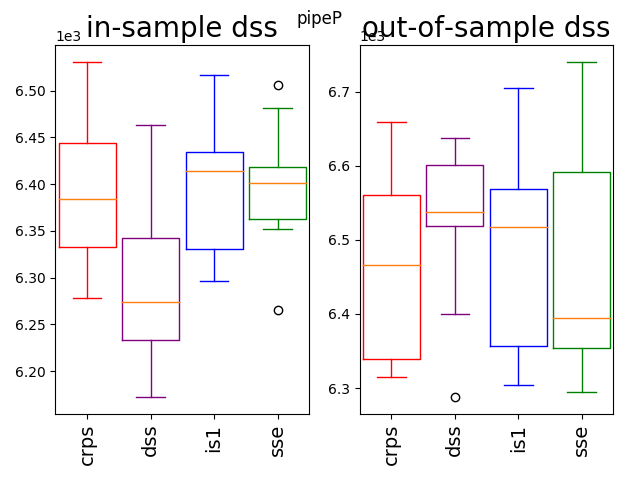 pipeP
in-sample dss
1e3
6.50
6.45
6.40
6.35
6.30
6.25
6.20
crps
dss
is1
sse
out-of-sample dss
1e3
6.7
6.6
6.5
6.4
6.3
crps
dss
is1
sse